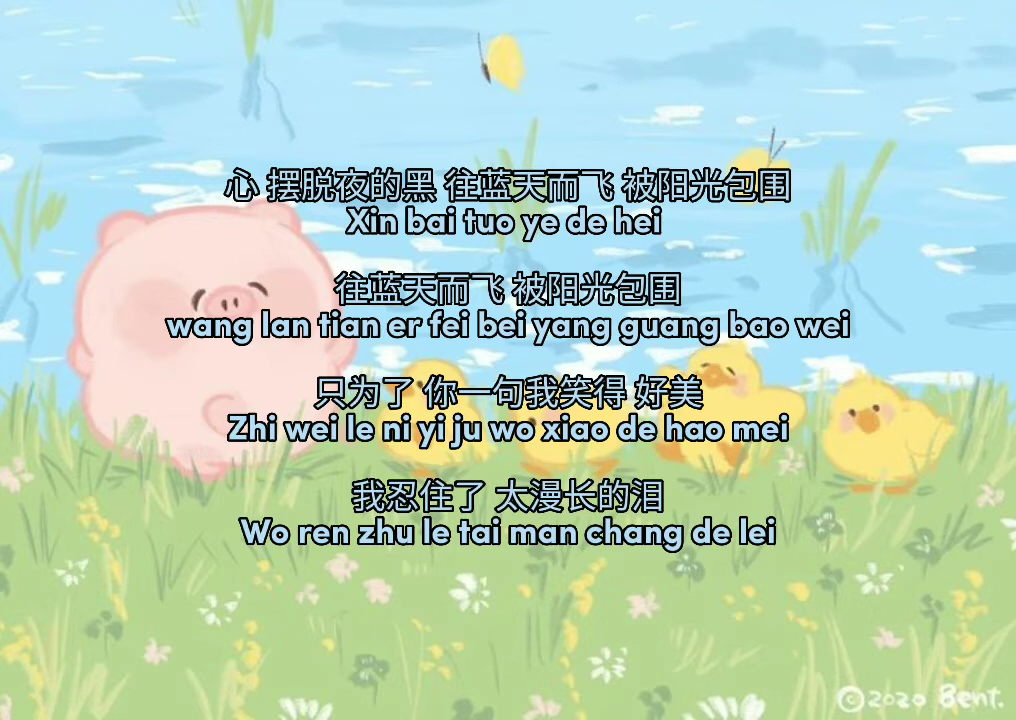 心 摆脱夜的黑 往蓝天而飞 被阳光包围
Xin bai tuo ye de hei
往蓝天而飞 被阳光包围
wang lan tian er fei bei yang guang bao wei
只为了 你一句我笑得 好美
Zhi wei le ni yi ju wo xiao de hao mei
我忍住了 太漫长的泪
Wo ren zhu le tai man chang de lei
©2020 Bent.